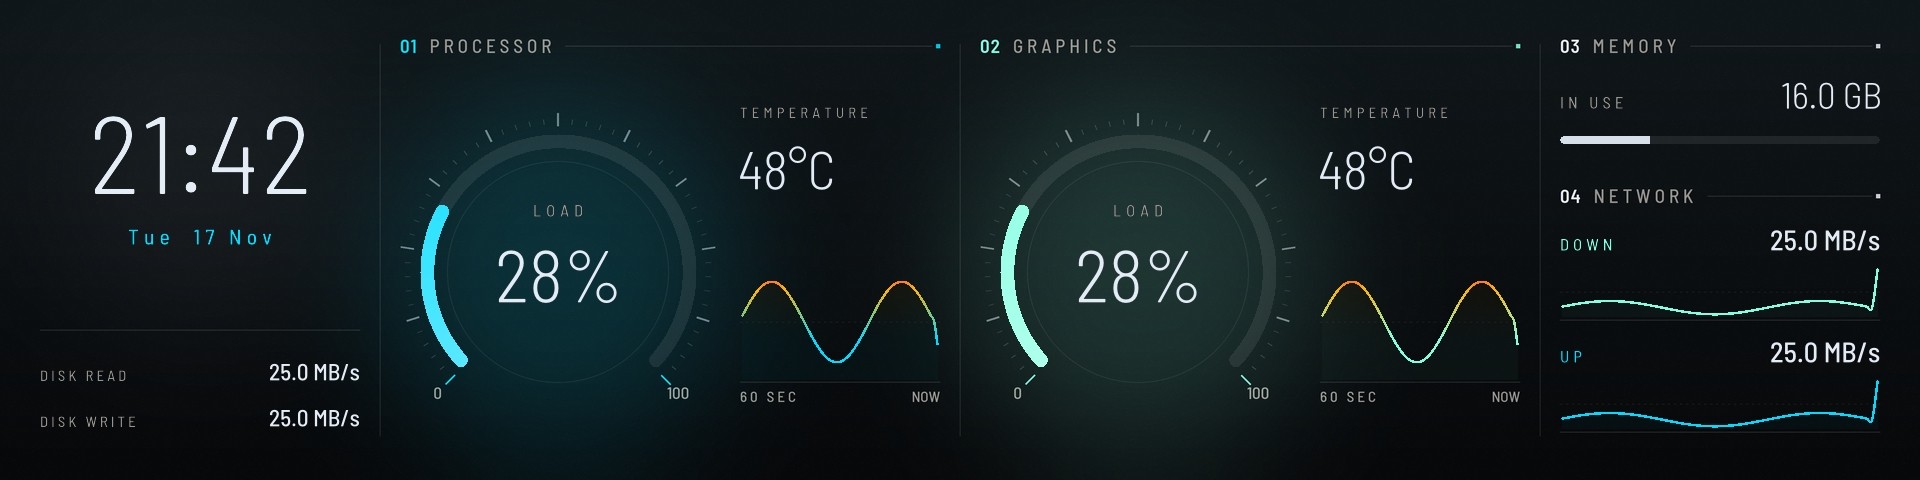 21:42
Tue 17 Nov
DISK READ 25.0 MB/s
DISK WRITE 25.0 MB/s
01 PROCESSOR
LOAD
28%
0 100
TEMPERATURE
48°C
60 SEC NOW
02 GRAPHICS
LOAD
28%
0 100
TEMPERATURE
48°C
60 SEC NOW
03 MEMORY
IN USE 16.0 GB
04 NETWORK
DOWN 25.0 MB/s
UP 25.0 MB/s